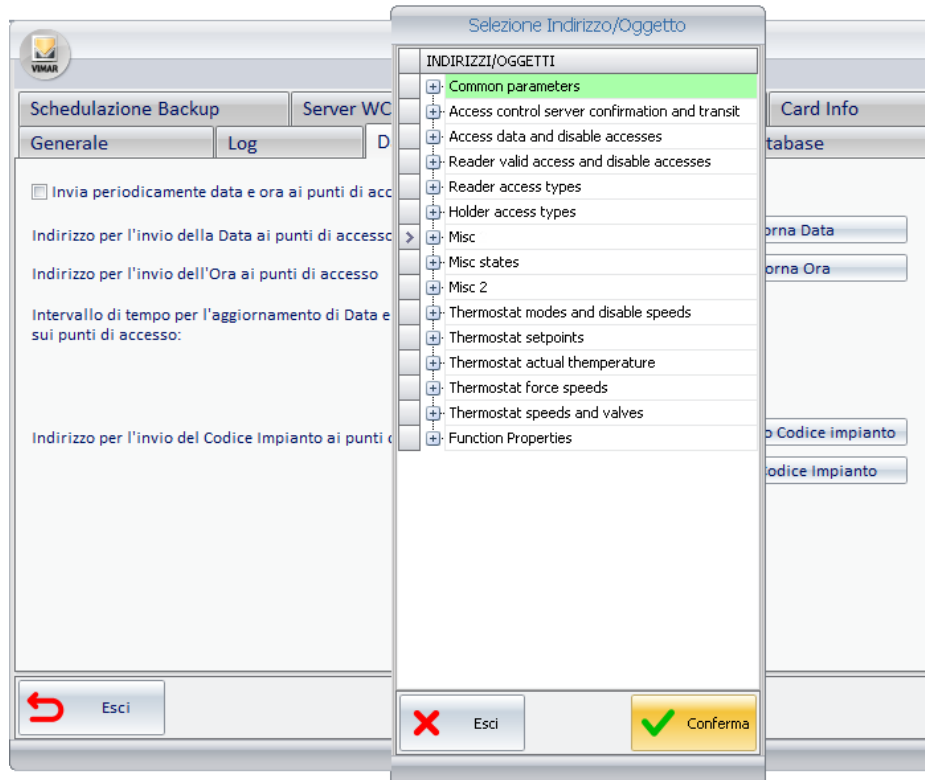 Selezione Indirizzo/Oggetto
VIMAR
INDIRIZZI/OGGETTI
Common parameters
Access control server confirmation and transit
Access data and disable accesses
Reader valid access and disable accesses
Reader access types
Holder access types
Misc
Misc states
Misc 2
Thermostat modes and disable speeds
Thermostat setpoints
Thermostat actual themperature
Thermostat force speeds
Thermostat speeds and valves
Function Properties
Esci
Conferma
Schedulazione Backup
Server WC
Card Info
Generale
Log
D
tabase
Invia periodicamente data e ora ai punti di acc
Indirizzo per l'invio della Data ai punti di accesso
orna Data
Indirizzo per l'invio dell'Ora ai punti di accesso
orna Ora
Intervallo di tempo per l'aggiornamento di Data e
sui punti di accesso:
Indirizzo per l'invio del Codice Impianto ai punti
o Codice impianto
Codice Impianto
Esci